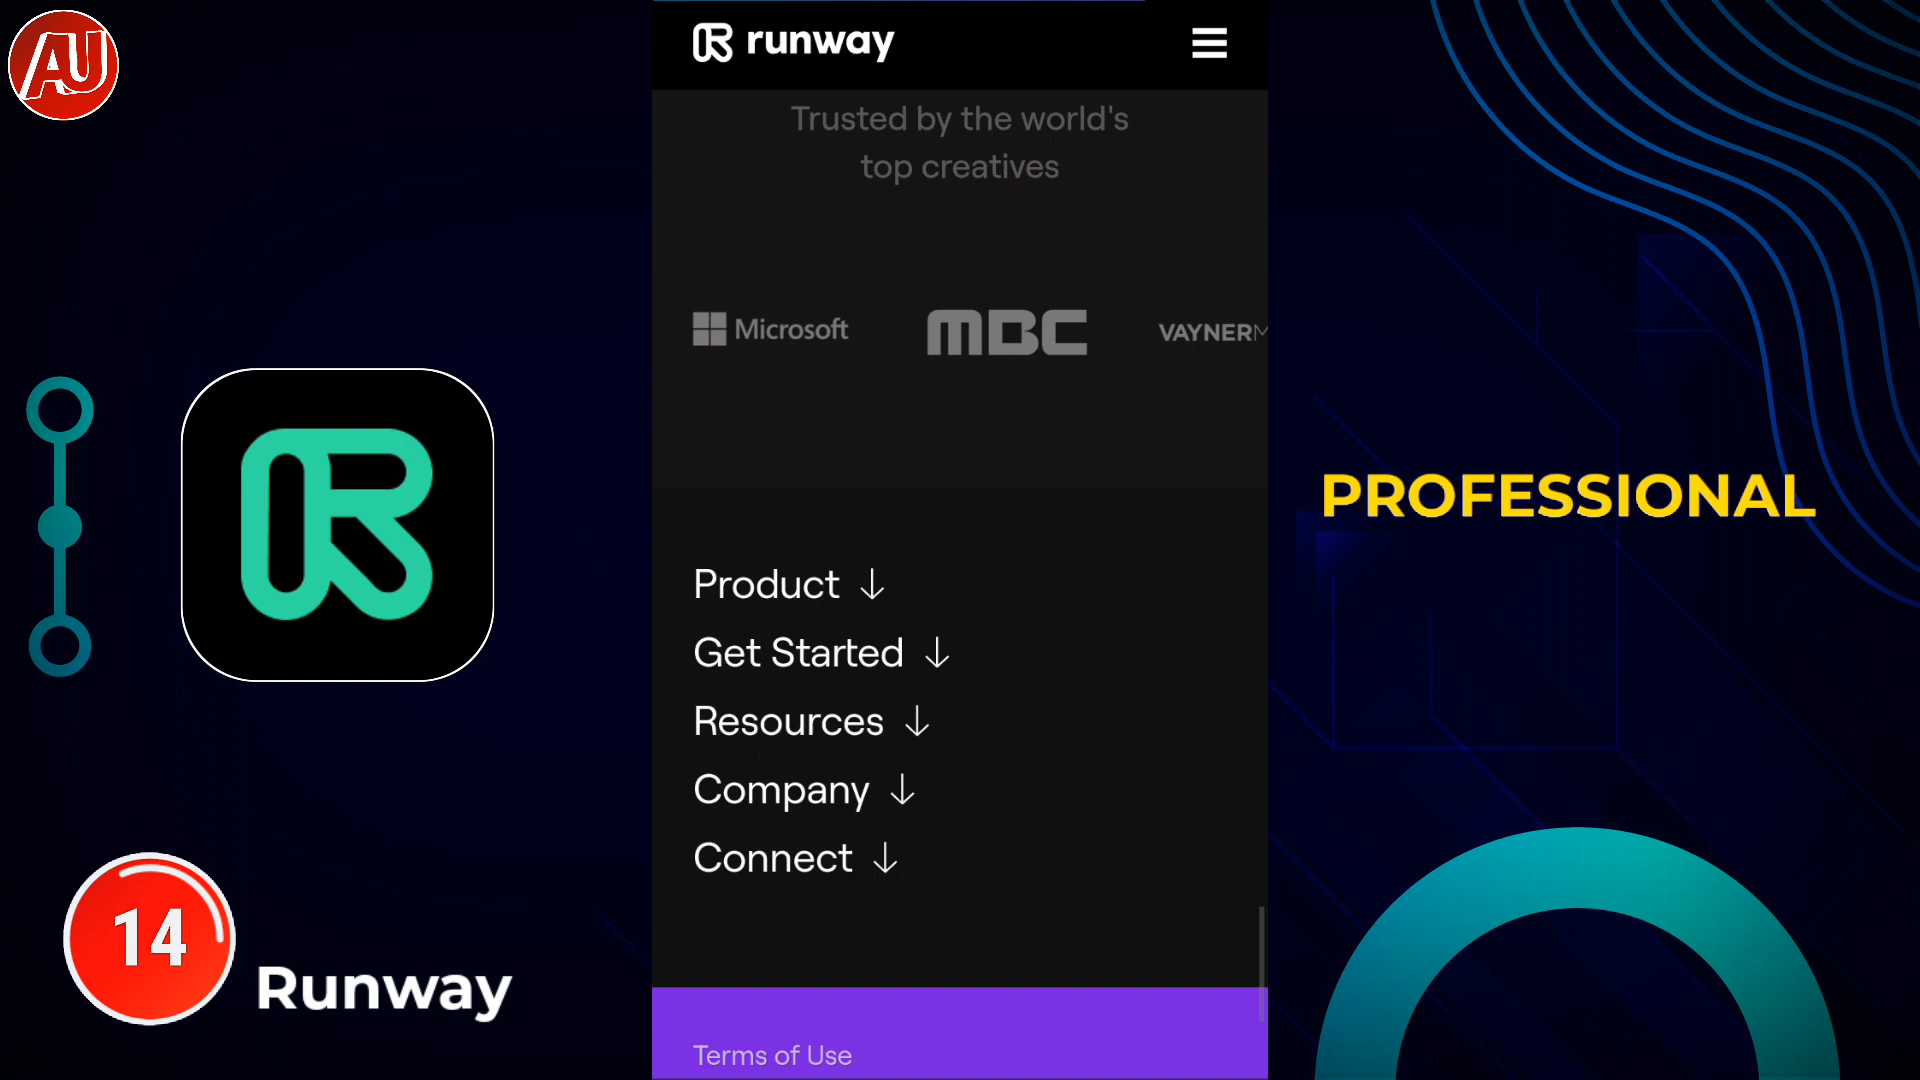 AU
runway
Trusted by the world's
top creatives
Microsoft
MBC
VAYNERM
Product ↓
Get Started ↓
Resources ↓
Company ↓
Connect ↓
Terms of Use
PROFESSIONAL
14
Runway